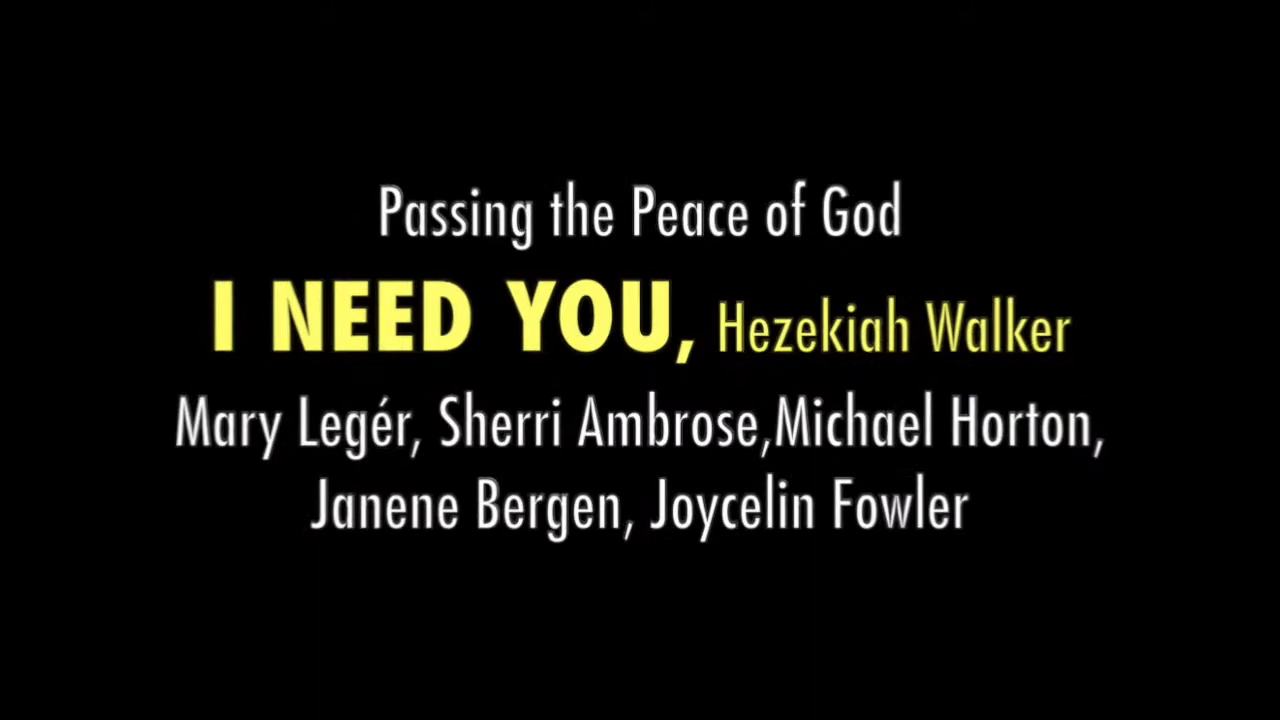 Passing the Peace of God
I NEED YOU, Hezekiah Walker
Mary Legér, Sherri Ambrose,Michael Horton,
Janene Bergen, Joycelin Fowler